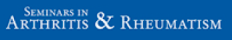 SEMINARS IN
ARTHRITIS & RHEUMATISM